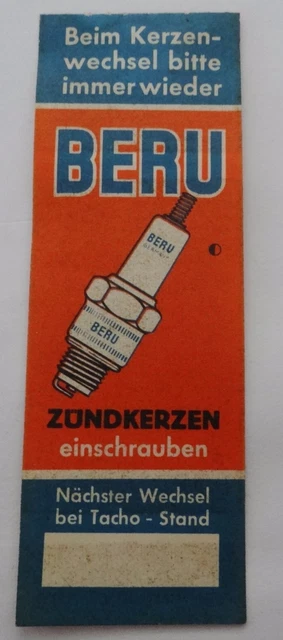 Beim Kerzen-
wechsel bitte
immer wieder
BERU
BERU
BERU
ZÜNDKERZEN
einschrauben
Nächster Wechsel
bei Tacho - Stand